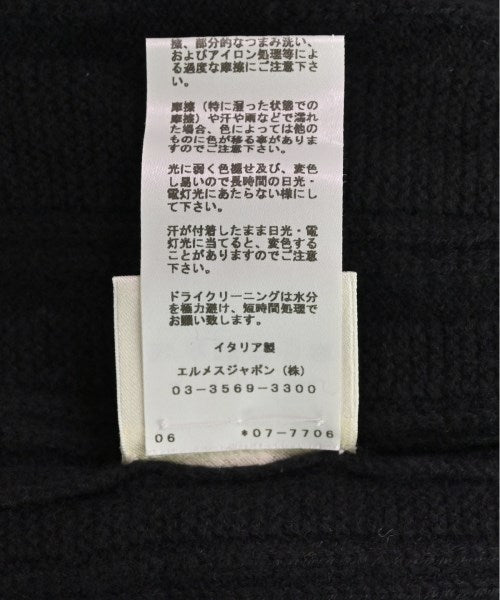 擦、部分的なつまみ洗い、
およびアイロン処理等によ
る過度な摩擦にご注意下さ
い。
摩擦（特に湿った状態での
摩擦）や汗や雨などで濡れ
た場合、色によっては他の
ものに色が移る事がありま
すのでご注意下さい。
光に弱く色褪せ及び、変色
し易いので長時間の日光・
電灯光にあたらない様にし
て下さい。
汗が付着したまま日光・電
灯光に当てると、変色する
ことがありますのでご注意
下さい。
ドライクリーニングは水分
を極力避け、短時間処理で
お願い致します。
イタリア製
エルメスジャポン（株）
03-3569-3300
06 *07-7706